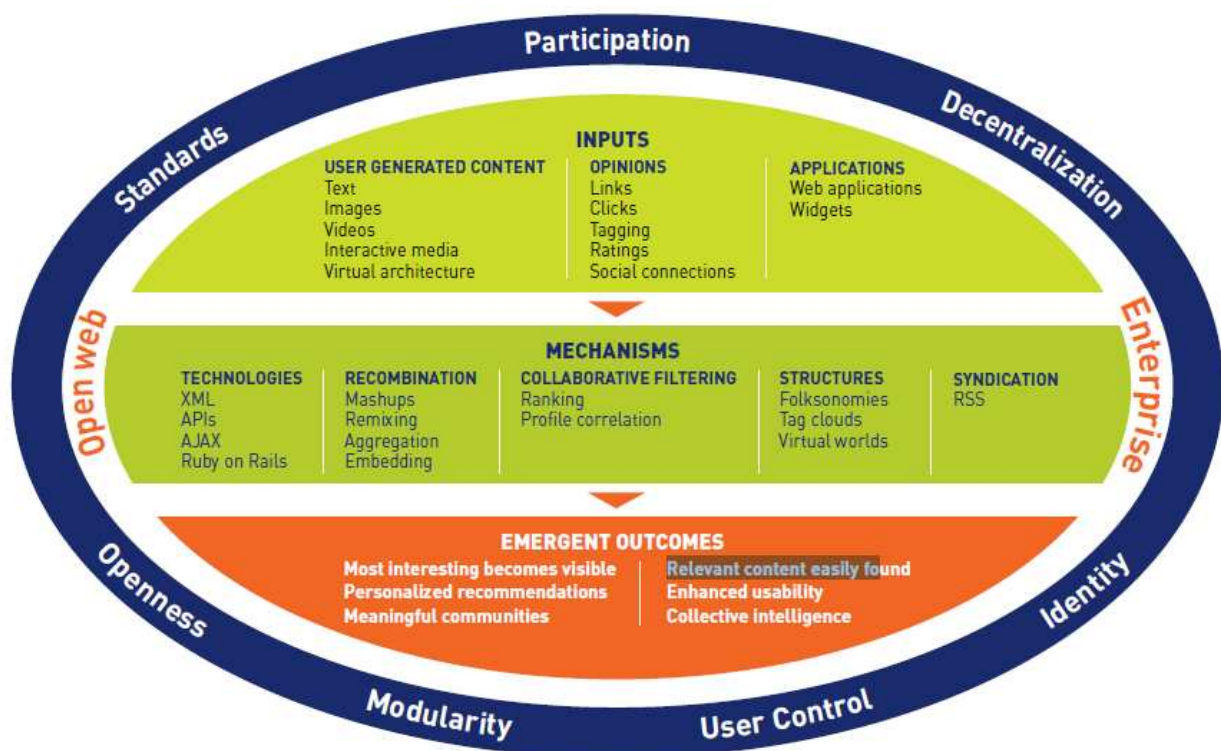 Participation
Standards
Decentralization
INPUTS
USER GENERATED CONTENT
Text
Images
Videos
Interactive media
Virtual architecture
OPINIONS
Links
Clicks
Tagging
Ratings
Social connections
APPLICATIONS
Web applications
Widgets
Open web
Enterprise
MECHANISMS
TECHNOLOGIES
XML
APIs
AJAX
Ruby on Rails
RECOMBINATION
Mashups
Remixing
Aggregation
Embedding
COLLABORATIVE FILTERING
Ranking
Profile correlation
STRUCTURES
Folksonomies
Tag clouds
Virtual worlds
SYNDICATION
RSS
EMERGENT OUTCOMES
Most interesting becomes visible
Personalized recommendations
Meaningful communities
Relevant content easily found
Enhanced usability
Collective intelligence
Openness
Identity
Modularity
User Control